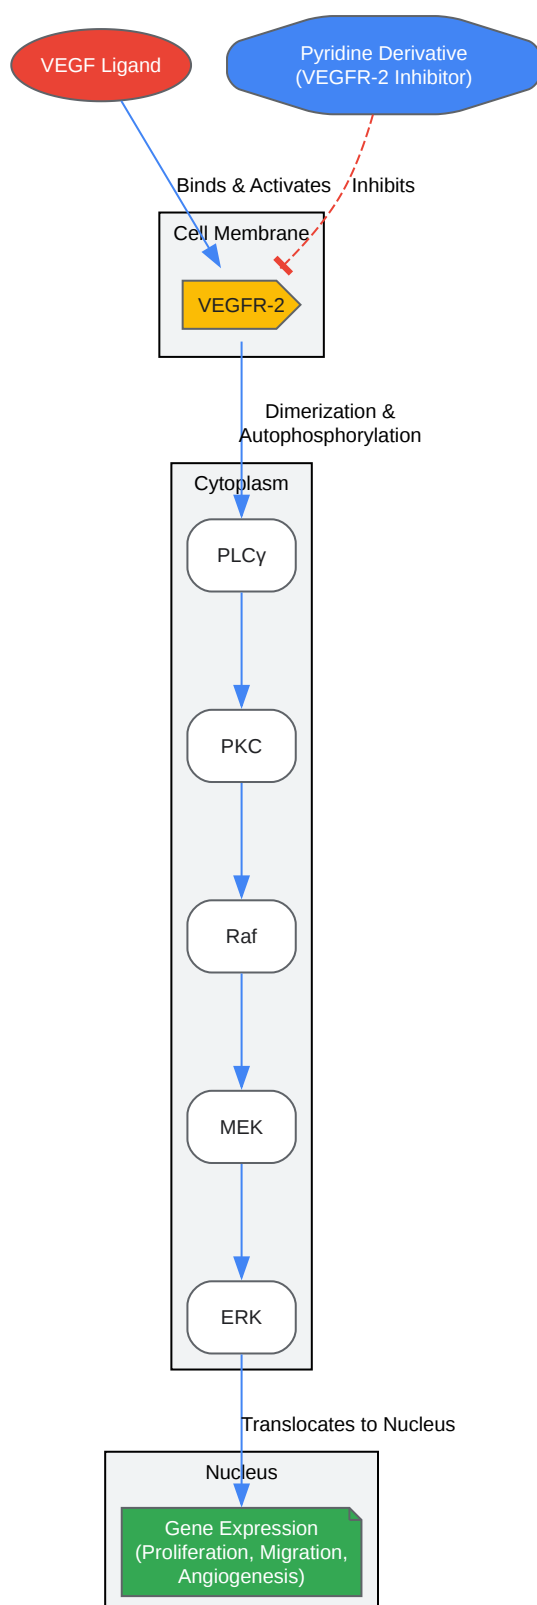 VEGF Ligand
Pyridine Derivative
(VEGFR-2 Inhibitor)
Binds & Activates
Inhibits
Cell Membrane
VEGFR-2
Dimerization &
Autophosphorylation
Cytoplasm
PLCγ
PKC
Raf
MEK
ERK
Translocates to Nucleus
Nucleus
Gene Expression
(Proliferation, Migration,
Angiogenesis)